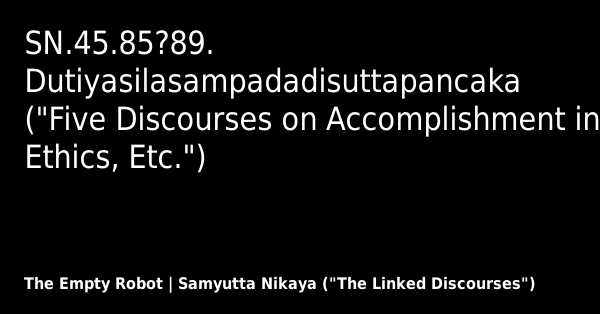 SN.45.85?89.
Dutiyasilasampadadisuttapancaka
("Five Discourses on Accomplishment in
Ethics, Etc.")
The Empty Robot | Samyutta Nikaya ("The Linked Discourses")